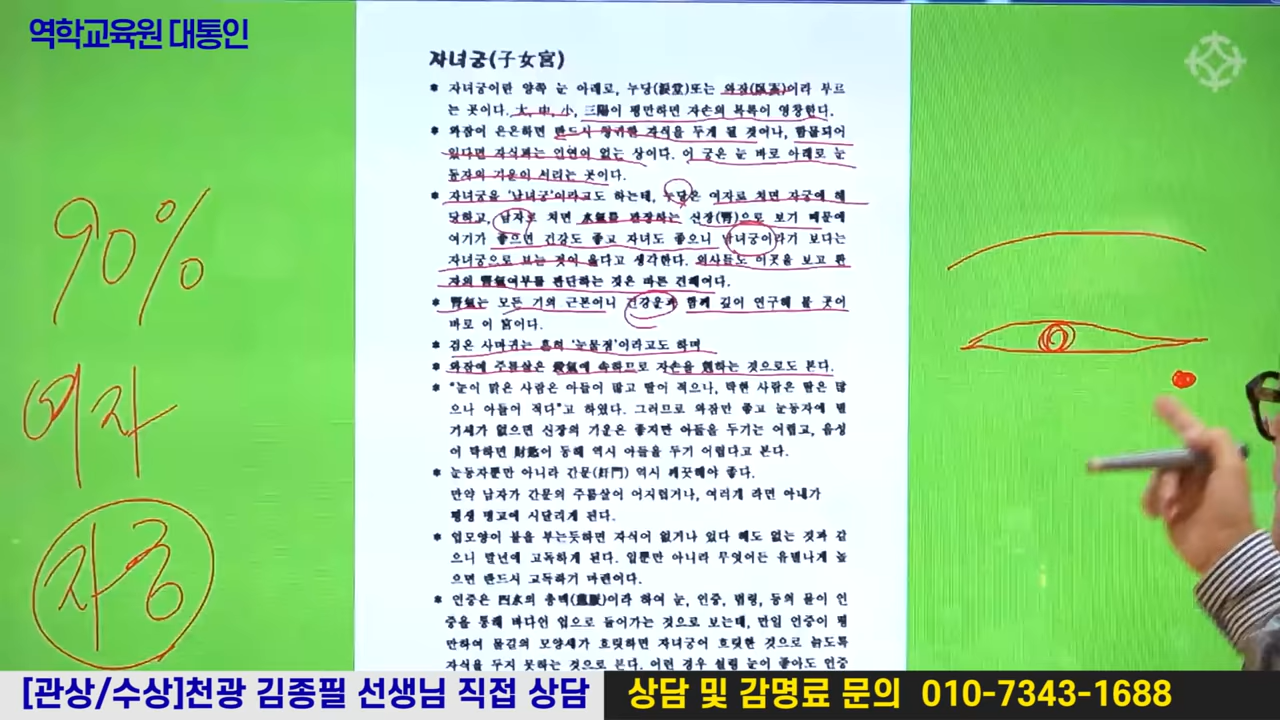 역학교육원 대통인
자녀궁(子女宮)
* 자녀궁이란 양쪽 눈 아래로, 누당(淚堂)또는 와잠(臥蠶)이라 부르
는 곳이다. 大, 中, 小, 三陽이 평만하면 자손의 복록이 영창한다.
* 와잠이 은은하면 반드시 창귀한 자식을 두게 될 것이나, 함몰되어
있다면 자식과는 인연이 없는 상이다. 이 궁은 눈 바로 아래로 눈
동자의 기운이 서리는 곳이다.
* 자녀궁을 '남녀궁'이라고도 하는데, 누당은 여자로 치면 자궁에 해
당하고, 남자로 치면 水氣를 관장하는 신장(腎)으로 보기 때문에
여기가 좋으면 건강도 좋고 자녀도 좋으니 남녀궁이라기 보다는
자녀궁으로 보는 것이 옳다고 생각한다. 의사들도 이곳을 보고 환
자의 腎氣여부를 판단하는 것은 바른 견해이다.
* 腎氣는 모든 기의 근본이니 건강운과 함께 깊이 연구해 볼 곳이
바로 이 宮이다.
* 검은 사마귀는 흔히 '눈물점'이라고도 하며
* 와잠에 주름살은 殺氣에 속하므로 자손을 剋하는 것으로도 본다.
* "눈이 맑은 사람은 아들이 많고 딸이 적으나, 탁한 사람은 딸은 많
으나 아들이 적다"고 하였다. 그러므로 와잠만 좋고 눈동자에 별
기세가 없으면 신장의 기운은 좋지만 아들을 두기는 어렵고, 음성
이 탁하면 財欲이 동해 역시 아들을 두기 어렵다고 본다.
* 눈동자뿐만 아니라 간문(奸門) 역시 깨끗해야 좋다.
만약 남자가 간문의 주름살이 어지럽거나, 여러개 라면 아내가
평생 병고에 시달리게 된다.
* 입모양이 불을 부는듯하면 자식이 없거나 있다 해도 없는 것과 같
으니 말년에 고독하게 된다. 입뿐만 아니라 무엇이든 유별나게 높
으면 반드시 고독하기 마련이다.
* 인중은 四水의 총맥(總脈)이라 하여 눈, 인중, 법령, 등의 물이 인
중을 통해 바다인 입으로 들어가는 것으로 보는데, 만일 인중이 평
만하여 물길의 모양새가 흐릿하면 자녀궁이 흐릿한 것으로 늙도록
자식을 두지 못하는 것으로 본다. 이런 경우 설령 눈이 좋아도 인중
90%
여자
자궁
[관상/수상]천광 김종필 선생님 직접 상담
상담 및 감명료 문의 010-7343-1688